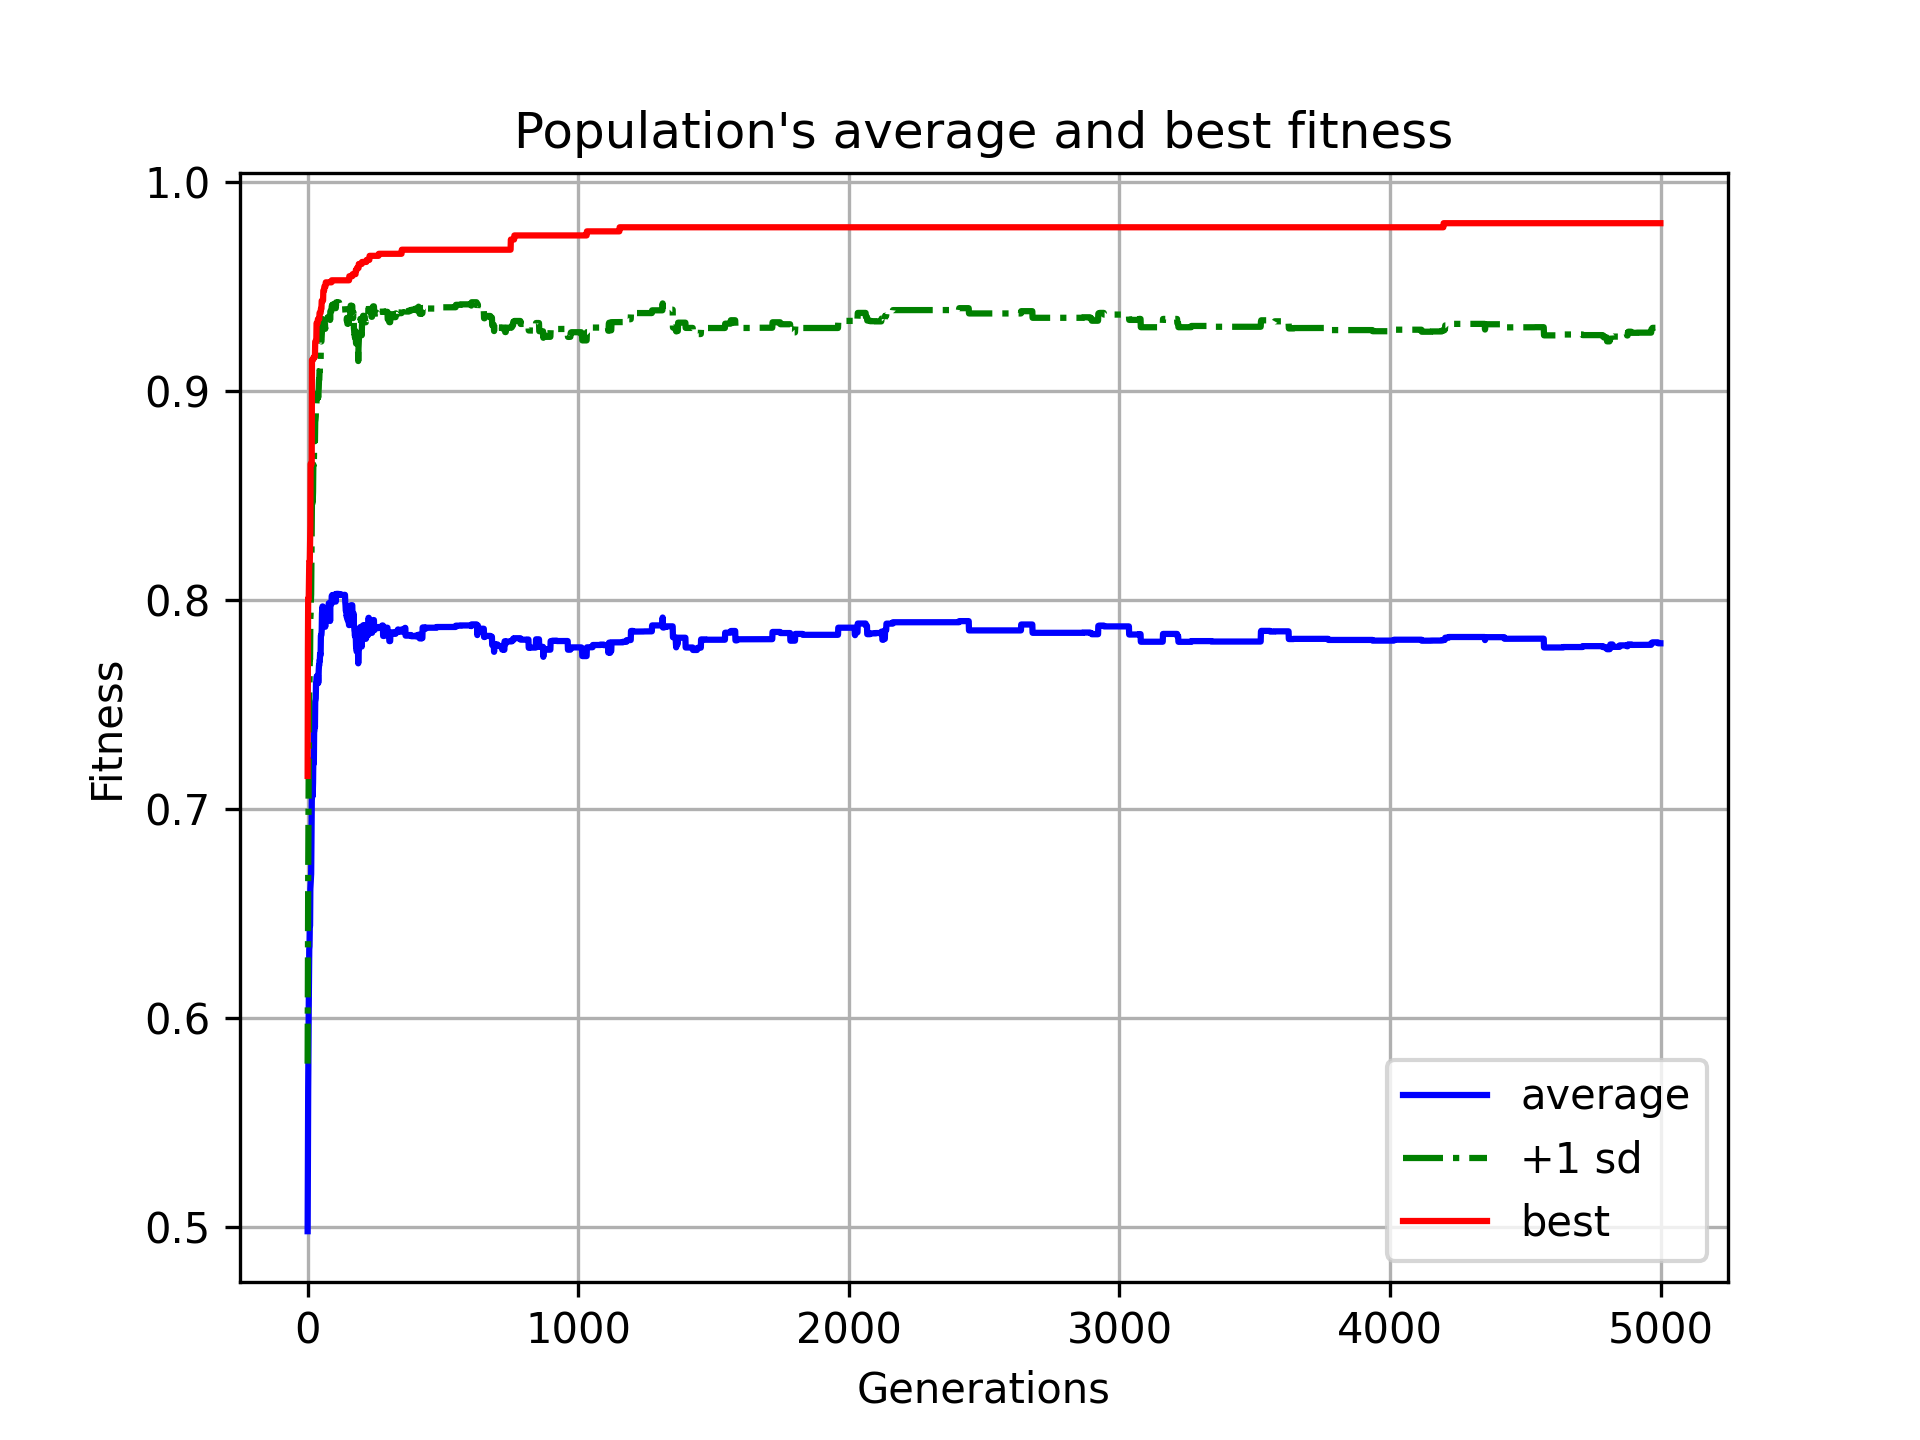 Population's average and best fitness
1.0
0.9
0.8
0.7
0.6
0.5
Fitness
average
+1 sd
best
0 1000 2000 3000 4000 5000
Generations